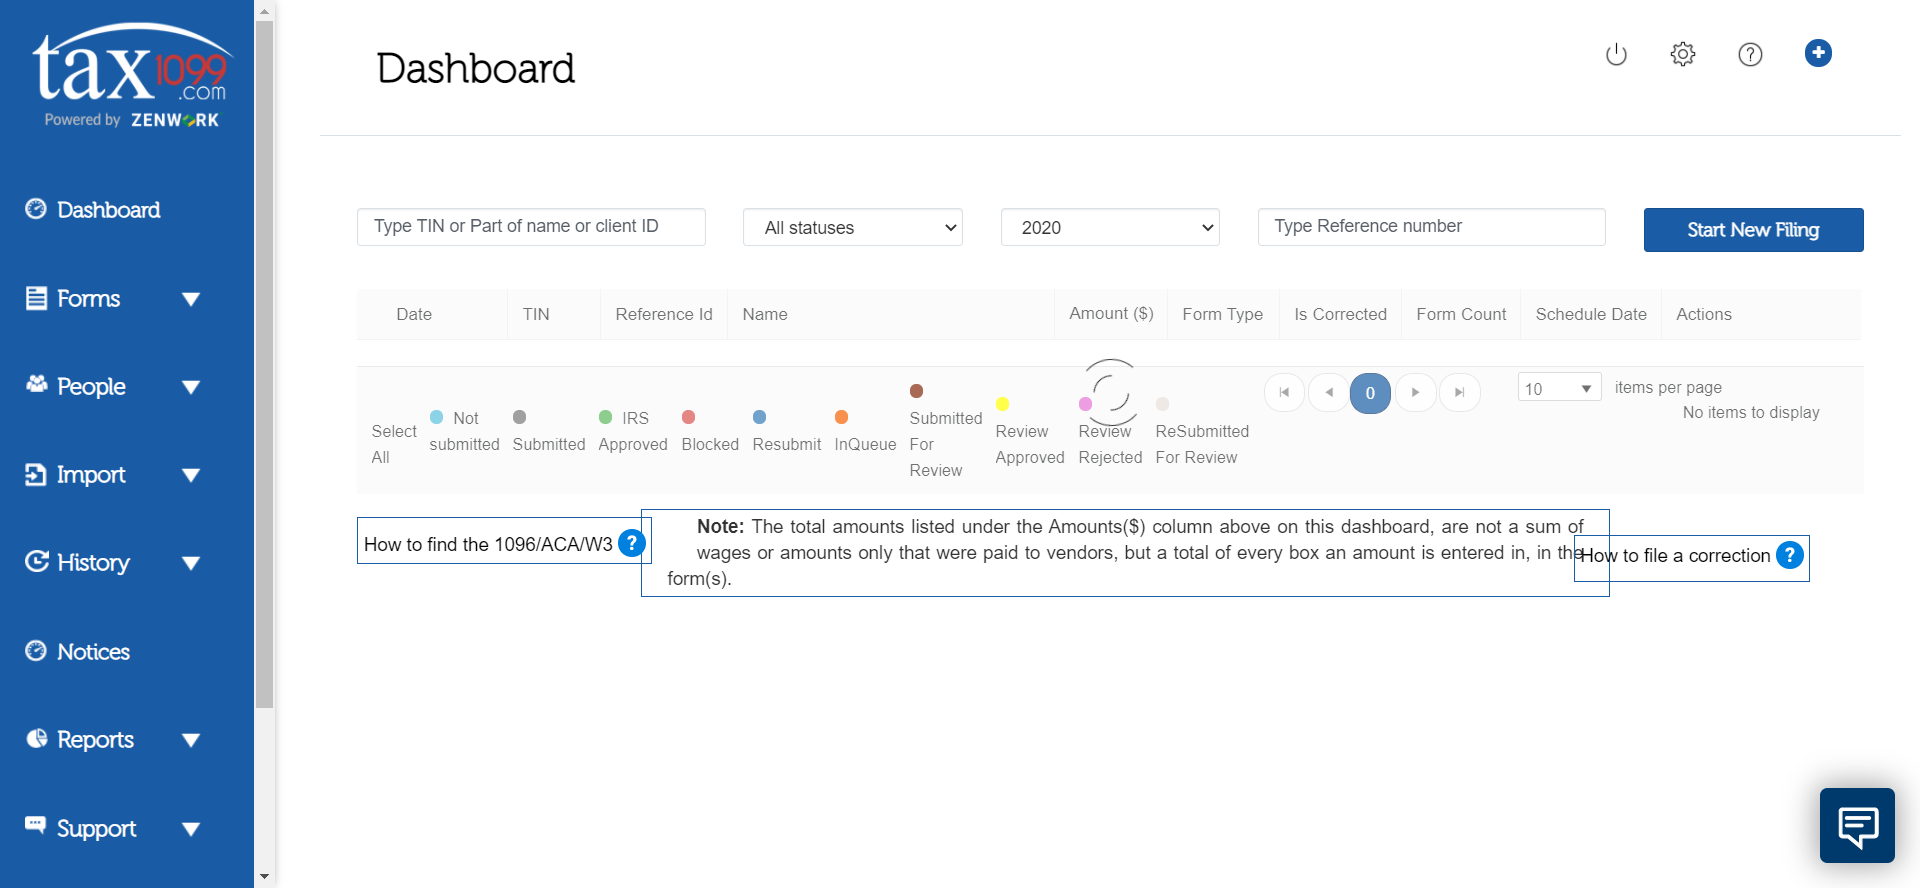 tax1099.com
Powered by ZENWORK
Dashboard
Forms
People
Import
History
Notices
Reports
Support
Dashboard
Type TIN or Part of name or client ID
All statuses
2020
Type Reference number
Start New Filing
Date TIN Reference Id Name Amount ($) Form Type Is Corrected Form Count Schedule Date Actions
Select All
Not submitted
Submitted
IRS Approved
Blocked
Resubmit
InQueue
Submitted For Review
Review Approved
Review Rejected
ReSubmitted For Review
0
10
items per page
No items to display
How to find the 1096/ACA/W3 ?
Note: The total amounts listed under the Amounts($) column above on this dashboard, are not a sum of
wages or amounts only that were paid to vendors, but a total of every box an amount is entered in, in the
form(s).
How to file a correction ?